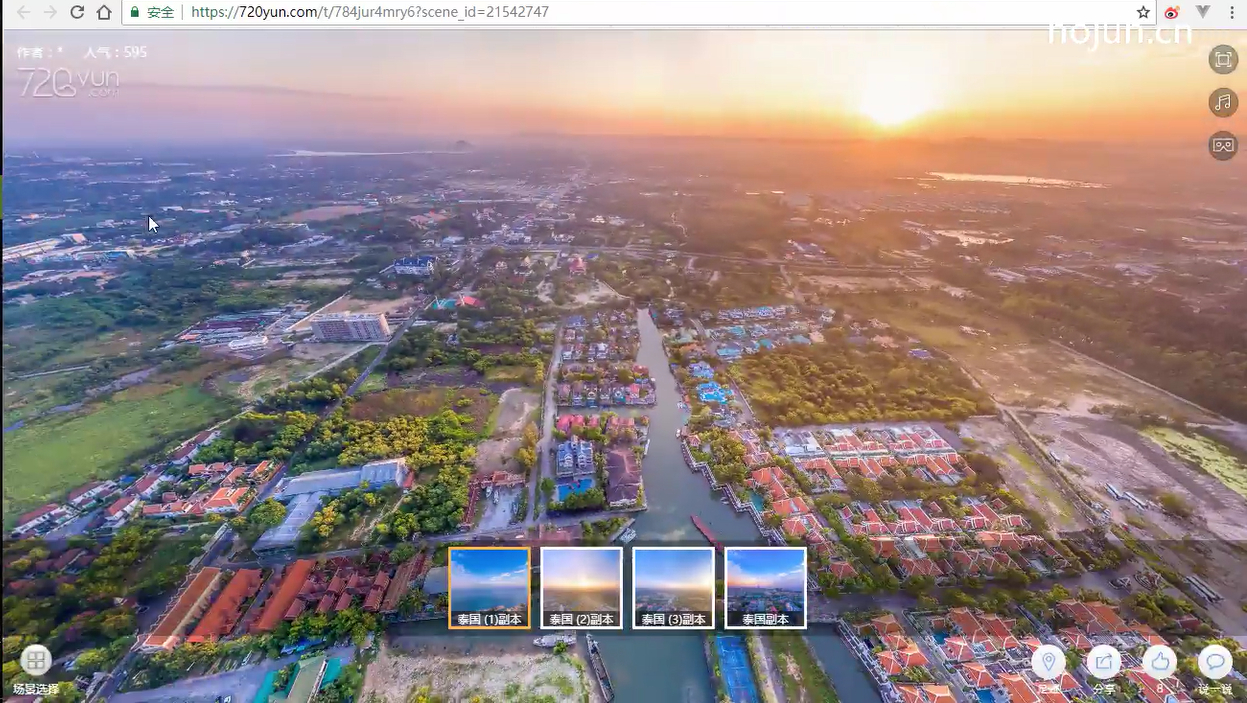 安全 https://720yun.com/t/784jur4mry6?scene_id=21542747
hojun.cn
作者：* 人气：595
720yun
.com
泰国 (1)副本
泰国 (2)副本
泰国 (3)副本
泰国副本
场景选择
足迹
分享
8
说一说